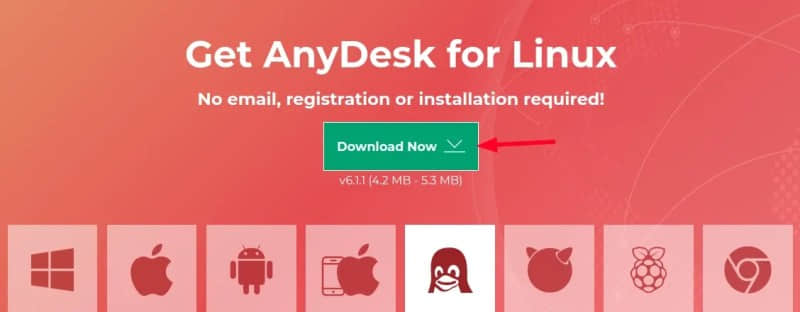 Get AnyDesk for Linux
No email, registration or installation required!
Download Now
v6.1.1 (4.2 MB - 5.3 MB)